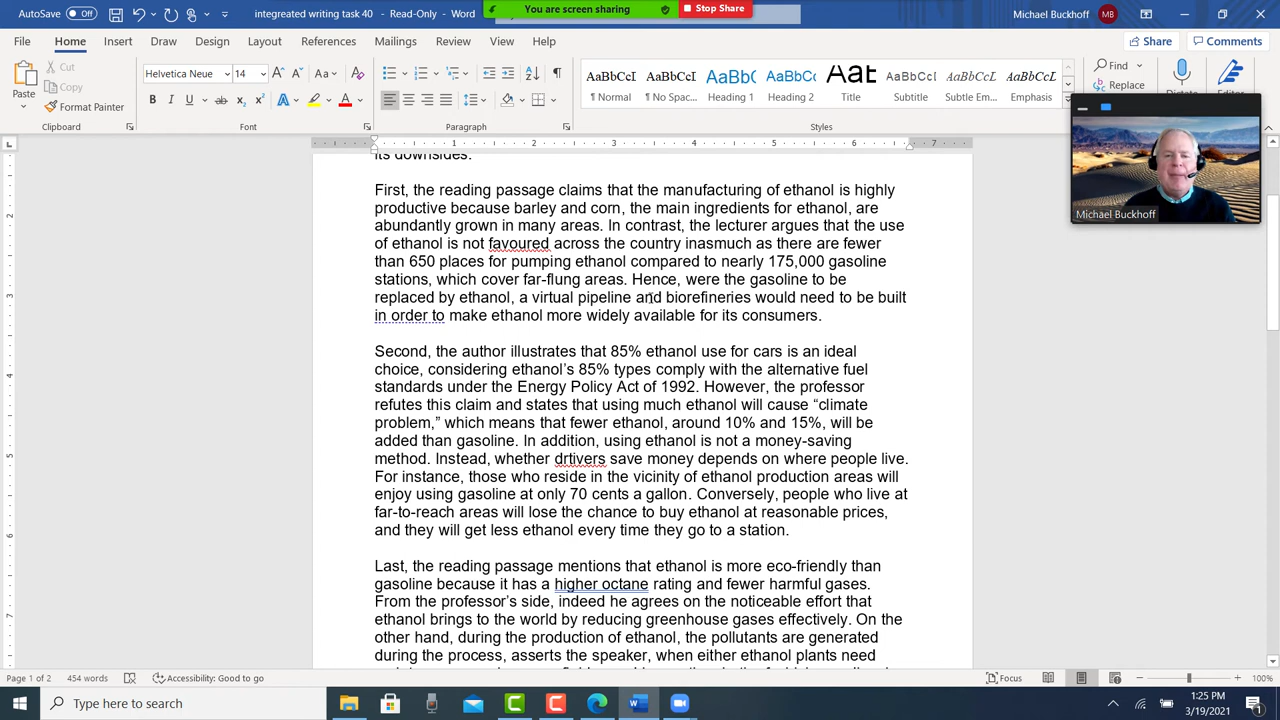 AutoSave Off integrated writing task 40 - Read-Only - Word You are screen sharing Stop Share Michael Buckhoff MB
File Home Insert Draw Design Layout References Mailings Review View Help Share Comments
Paste Cut Copy Format Painter Clipboard
Helvetica Neue 14 Font
Paragraph
AaBbCcI AaBbCcI AaBbC AaBbC AaB AaBbCcI AaBbCcI AaBbCcI
¶ Normal ¶ No Spac... Heading 1 Heading 2 Title Subtitle Subtle Em... Emphasis
Styles
Find Replace
Dictate Editor
Michael Buckhoff
1 2 3 4 5 6 7
its downsides.
First, the reading passage claims that the manufacturing of ethanol is highly
productive because barley and corn, the main ingredients for ethanol, are
abundantly grown in many areas. In contrast, the lecturer argues that the use
of ethanol is not favoured across the country inasmuch as there are fewer
than 650 places for pumping ethanol compared to nearly 175,000 gasoline
stations, which cover far-flung areas. Hence, were the gasoline to be
replaced by ethanol, a virtual pipeline and biorefineries would need to be built
in order to make ethanol more widely available for its consumers.
Second, the author illustrates that 85% ethanol use for cars is an ideal
choice, considering ethanol's 85% types comply with the alternative fuel
standards under the Energy Policy Act of 1992. However, the professor
refutes this claim and states that using much ethanol will cause “climate
problem,” which means that fewer ethanol, around 10% and 15%, will be
added than gasoline. In addition, using ethanol is not a money-saving
method. Instead, whether drtivers save money depends on where people live.
For instance, those who reside in the vicinity of ethanol production areas will
enjoy using gasoline at only 70 cents a gallon. Conversely, people who live at
far-to-reach areas will lose the chance to buy ethanol at reasonable prices,
and they will get less ethanol every time they go to a station.
Last, the reading passage mentions that ethanol is more eco-friendly than
gasoline because it has a higher octane rating and fewer harmful gases.
From the professor's side, indeed he agrees on the noticeable effort that
ethanol brings to the world by reducing greenhouse gases effectively. On the
other hand, during the production of ethanol, the pollutants are generated
during the process, asserts the speaker, when either ethanol plants need
Page 1 of 2 454 words Accessibility: Good to go Focus 100%
Type here to search 1:25 PM
3/19/2021